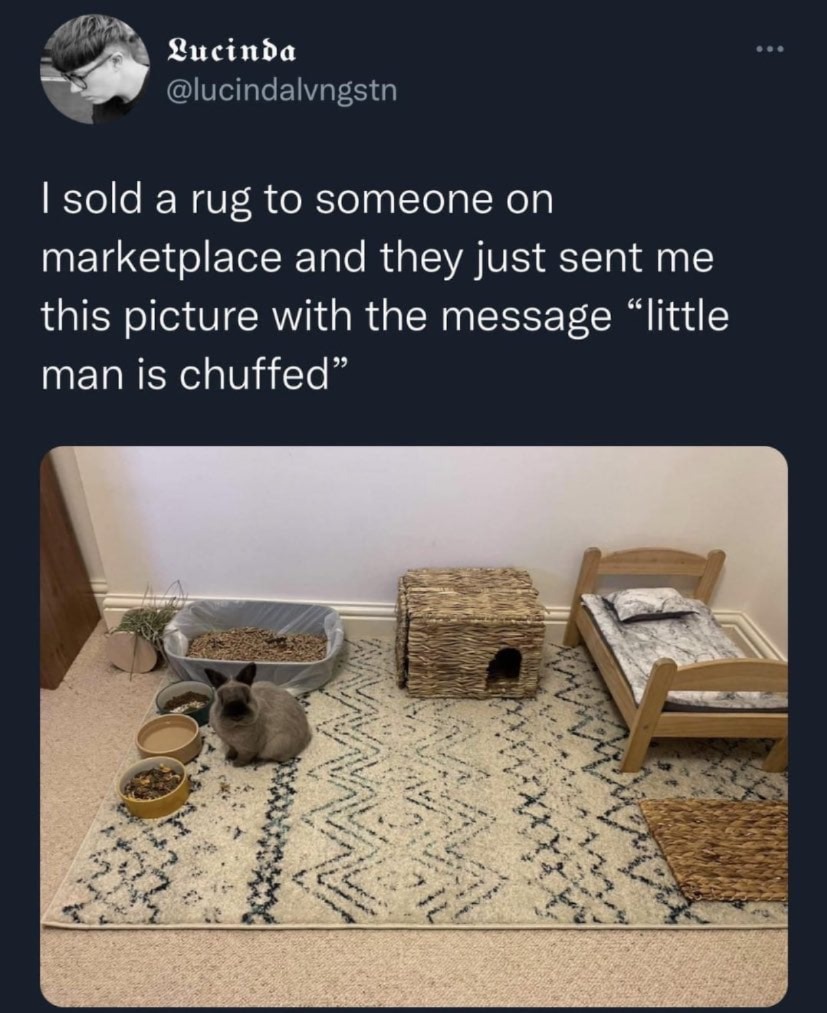 Lucinda
@lucindalvngstn
I sold a rug to someone on
marketplace and they just sent me
this picture with the message “little
man is chuffed”